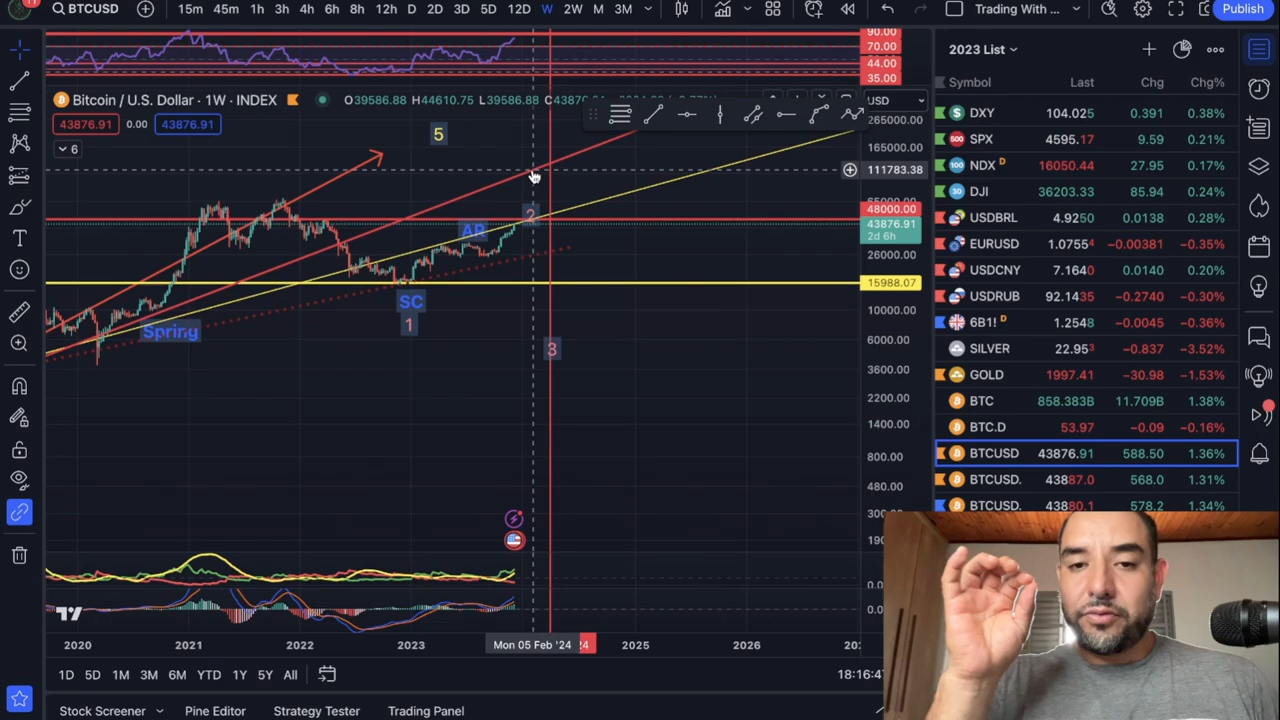 11
BTCUSD 15m 45m 1h 3h 4h 6h 8h 12h D 2D 3D 5D 12D W 2W M 3M Trading With ... Publish
90.00
70.00
44.00
35.00
Bitcoin / U.S. Dollar · 1W · INDEX O39586.88 H44610.75 L39586.88 USD
43876.91 0.00 43876.91
6
5
265000.00
165000.00
111783.38
48000.00
43876.91
2d 6h
26000.00
15988.07
10000.00
6000.00
3600.00
2200.00
1400.00
800.00
480.00
2
AR
SC
1
Spring
3
2020 2021 2022 2023 Mon 05 Feb '24 2025 2026
1D 5D 1M 3M 6M YTD 1Y 5Y All 18:16:47
Stock Screener Pine Editor Strategy Tester Trading Panel
2023 List
Symbol Last Chg Chg%
DXY 104.025 0.391 0.38%
SPX 4595.17 9.59 0.21%
NDX D 16050.44 27.95 0.17%
DJI 36203.33 85.94 0.24%
USDBRL 4.9250 0.0138 0.28%
EURUSD 1.07554 −0.00381 −0.35%
USDCNY 7.1640 0.0140 0.20%
USDRUB 92.1435 −0.2740 −0.30%
6B1! D 1.2548 −0.0045 −0.36%
SILVER 22.953 −0.837 −3.52%
GOLD 1997.41 −30.98 −1.53%
BTC 858.383B 11.709B 1.38%
BTC.D 53.97 −0.09 −0.16%
BTCUSD 43876.91 588.50 1.36%
BTCUSD. 43887.0 568.0 1.31%
BTCUSD. 43880.1 578.2 1.34%